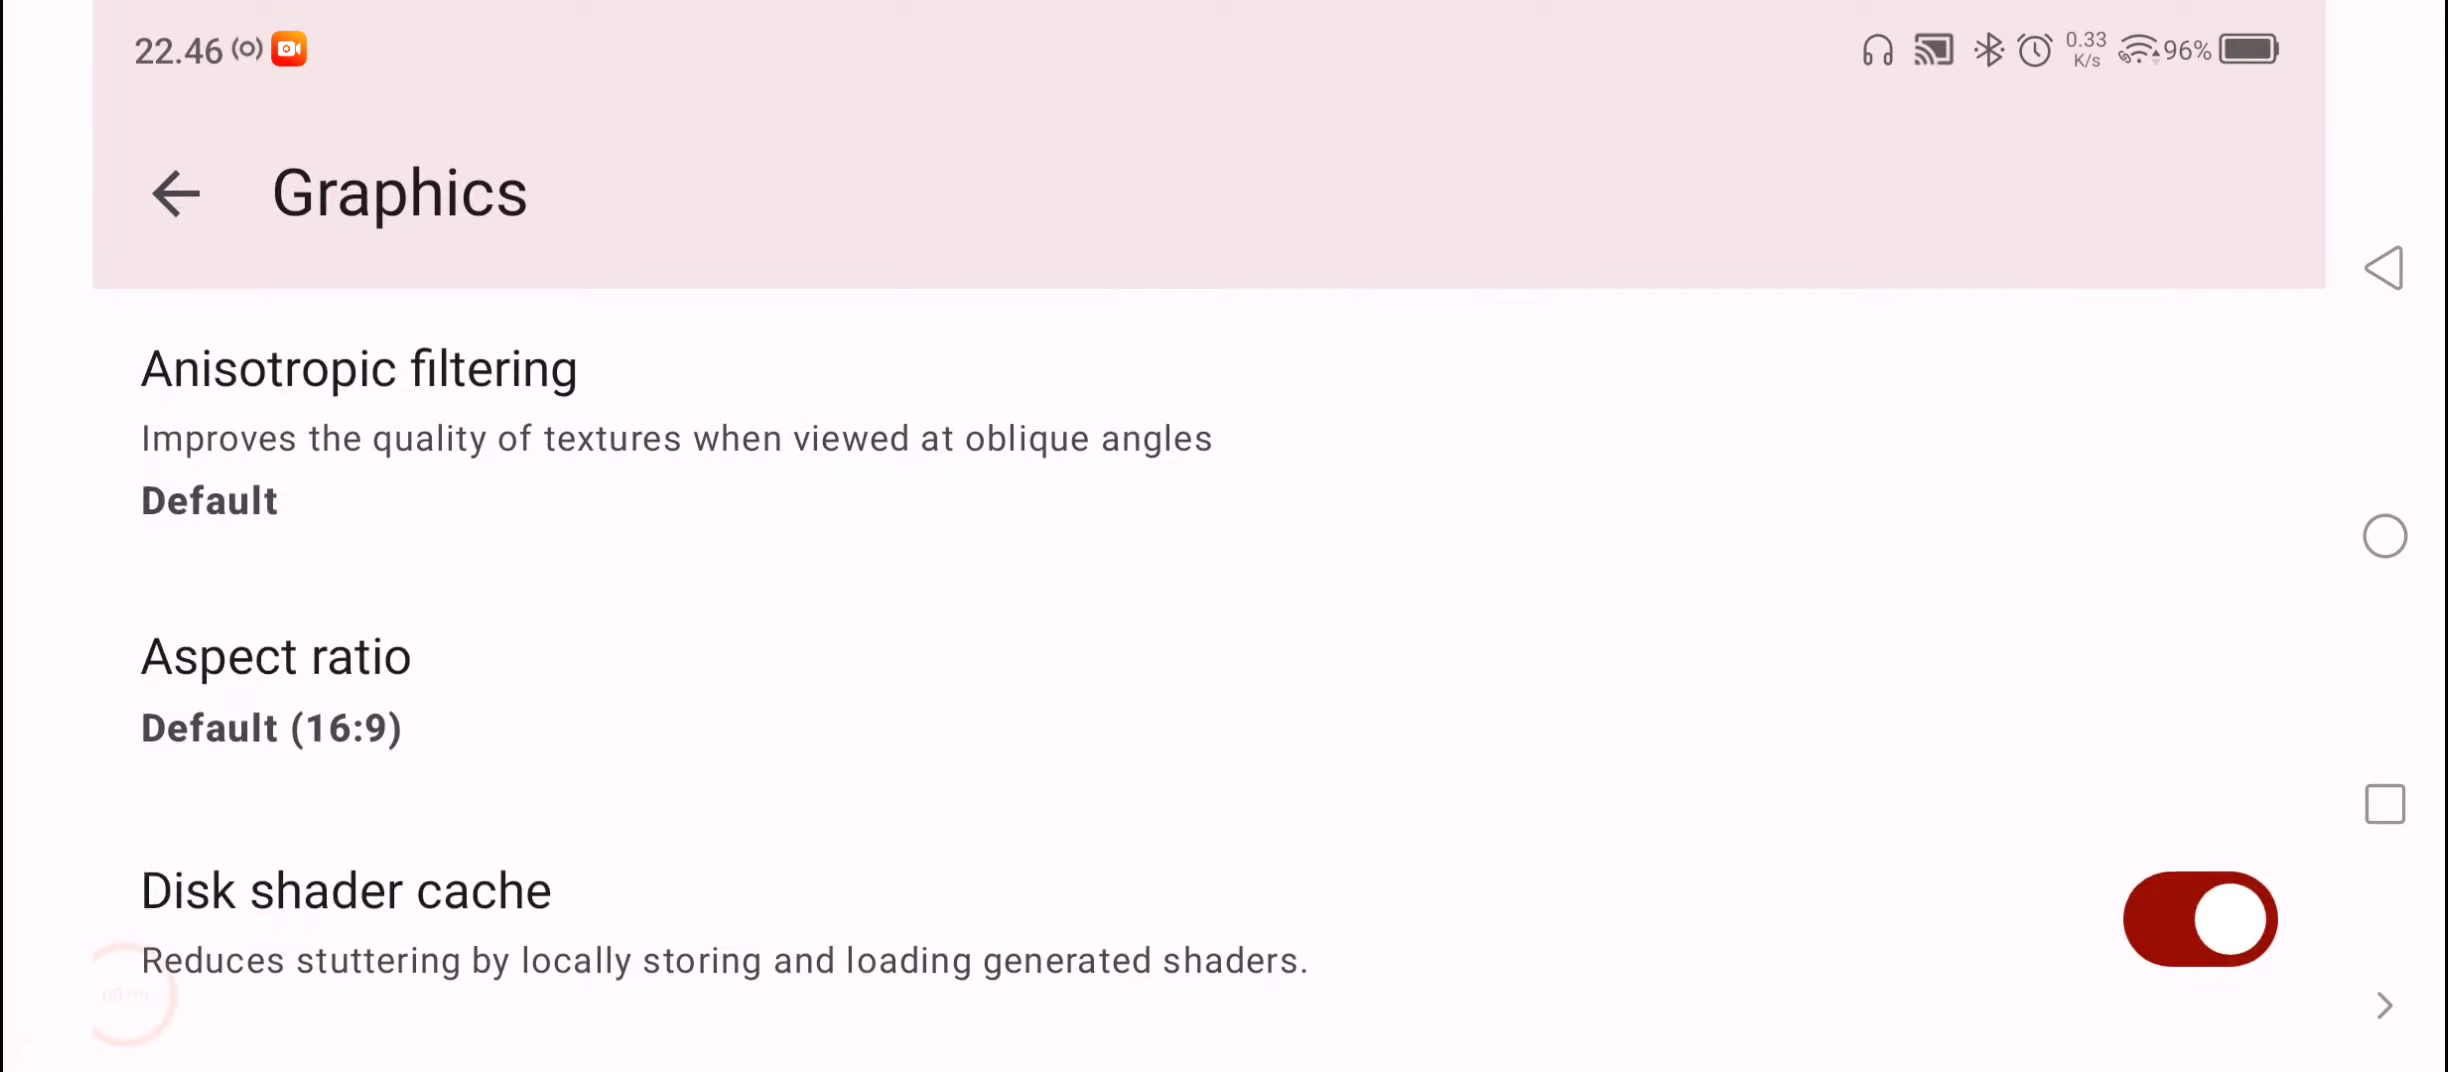 22.46
0.33
K/s
96%
Graphics
Anisotropic filtering
Improves the quality of textures when viewed at oblique angles
Default
Aspect ratio
Default (16:9)
Disk shader cache
Reduces stuttering by locally storing and loading generated shaders.